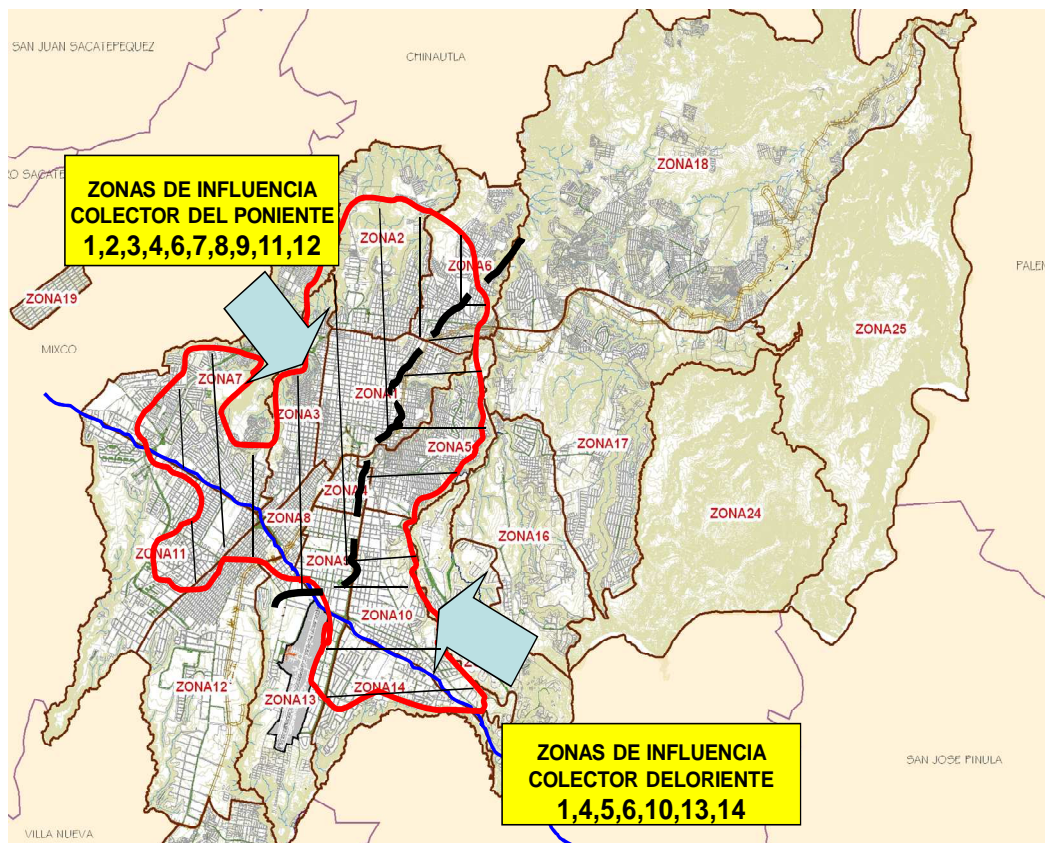 SAN JUAN SACATEPEQUEZ
CHINAUTLA
ZONA18
ZONAS DE INFLUENCIA
COLECTOR DEL PONIENTE
1,2,3,4,6,7,8,9,11,12
ZONA2
ZONA6
ZONA19
ZONA25
MIXCO
ZONA7
ZONA1
ZONA3
ZONA5
ZONA17
ZONA4
ZONA24
ZONA8
ZONA16
ZONA11
ZONA9
ZONA10
ZONA12
ZONA14
ZONA13
ZONAS DE INFLUENCIA
COLECTOR DELORIENTE
1,4,5,6,10,13,14
SAN JOSE PINULA
VILLA NUEVA